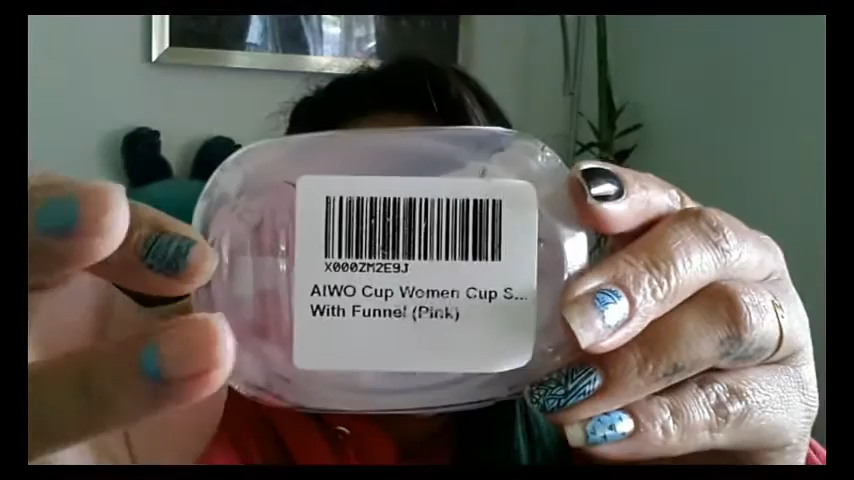 X000ZM2E9J
AIWO Cup Women Cup S...
With Funnel (Pink)